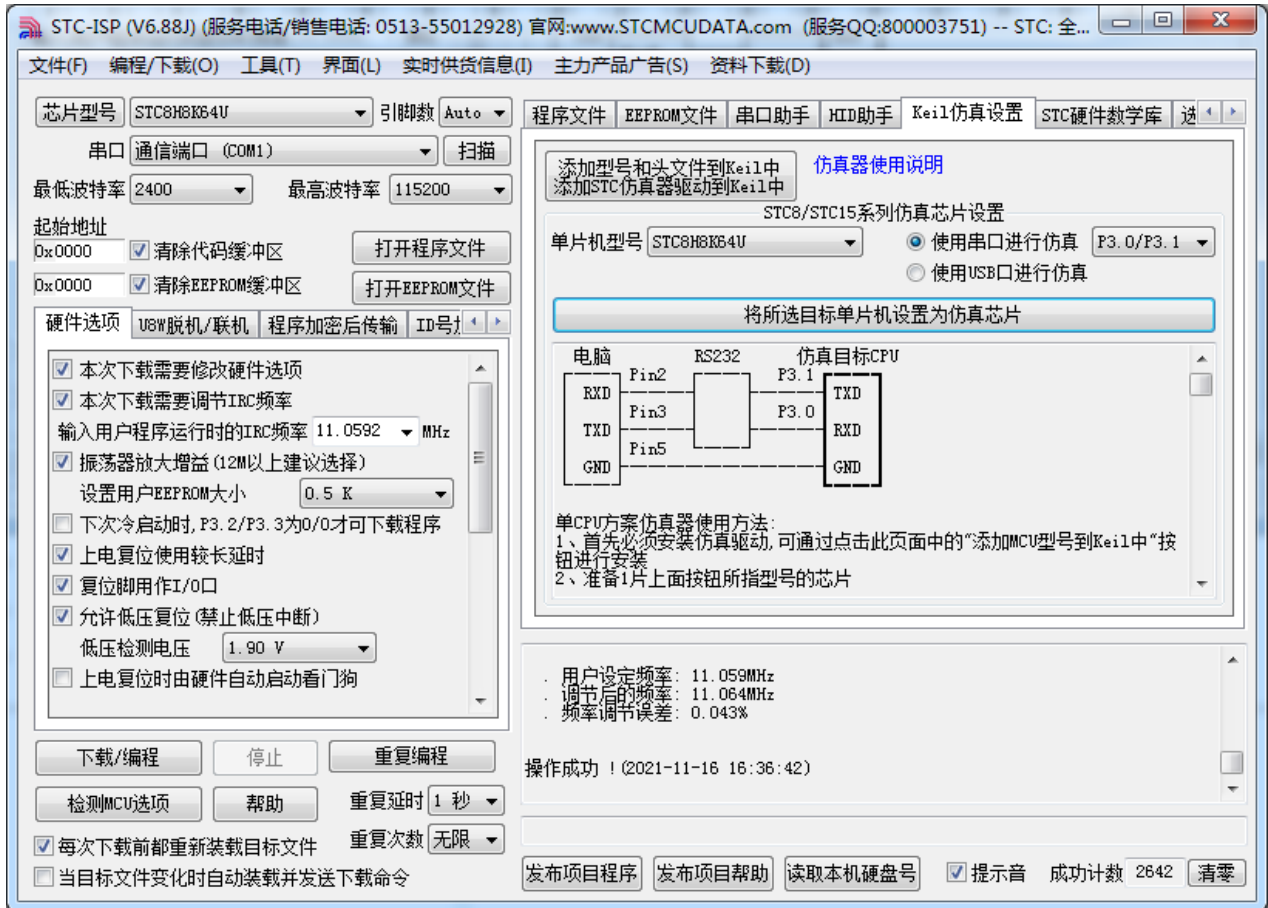 STC-ISP (V6.88J) (服务电话/销售电话: 0513-55012928) 官网:www.STCMCUDATA.com (服务QQ:800003751) -- STC: 全...
文件(F) 编程/下载(O) 工具(T) 界面(L) 实时供货信息(I) 主力产品广告(S) 资料下载(D)
芯片型号 STC8H8K64U 引脚数 Auto
串口 通信端口 (COM1) 扫描
最低波特率 2400 最高波特率 115200
起始地址
0x0000 清除代码缓冲区 打开程序文件
0x0000 清除EEPROM缓冲区 打开EEPROM文件
硬件选项 U8W脱机/联机 程序加密后传输 ID号
本次下载需要修改硬件选项
本次下载需要调节IRC频率
输入用户程序运行时的IRC频率 11.0592 MHz
振荡器放大增益(12M以上建议选择)
设置用户EEPROM大小 0.5 K
下次冷启动时,P3.2/P3.3为0/0才可下载程序
上电复位使用较长延时
复位脚用作I/O口
允许低压复位(禁止低压中断)
低压检测电压 1.90 V
上电复位时由硬件自动启动看门狗
下载/编程 停止 重复编程
检测MCU选项 帮助 重复延时 1 秒
每次下载前都重新装载目标文件 重复次数 无限
当目标文件变化时自动装载并发送下载命令
程序文件 EEPROM文件 串口助手 HID助手 Keil仿真设置 STC硬件数学库 选
添加型号和头文件到Keil中
添加STC仿真器驱动到Keil中
仿真器使用说明
STC8/STC15系列仿真芯片设置
单片机型号 STC8H8K64U 使用串口进行仿真 P3.0/P3.1
使用USB口进行仿真
将所选目标单片机设置为仿真芯片
电脑 RS232 仿真目标CPU
Pin2 P3.1
RXD TXD
Pin3 P3.0
TXD RXD
Pin5
GND GND
单CPU方案仿真器使用方法:
1、首先必须安装仿真驱动,可通过点击此页面中的"添加MCU型号到Keil中"按
钮进行安装
2、准备1片上面按钮所指型号的芯片
. 用户设定频率: 11.059MHz
. 调节后的频率: 11.064MHz
. 频率调节误差: 0.043%
操作成功 !(2021-11-16 16:36:42)
发布项目程序 发布项目帮助 读取本机硬盘号 提示音 成功计数 2642 清零